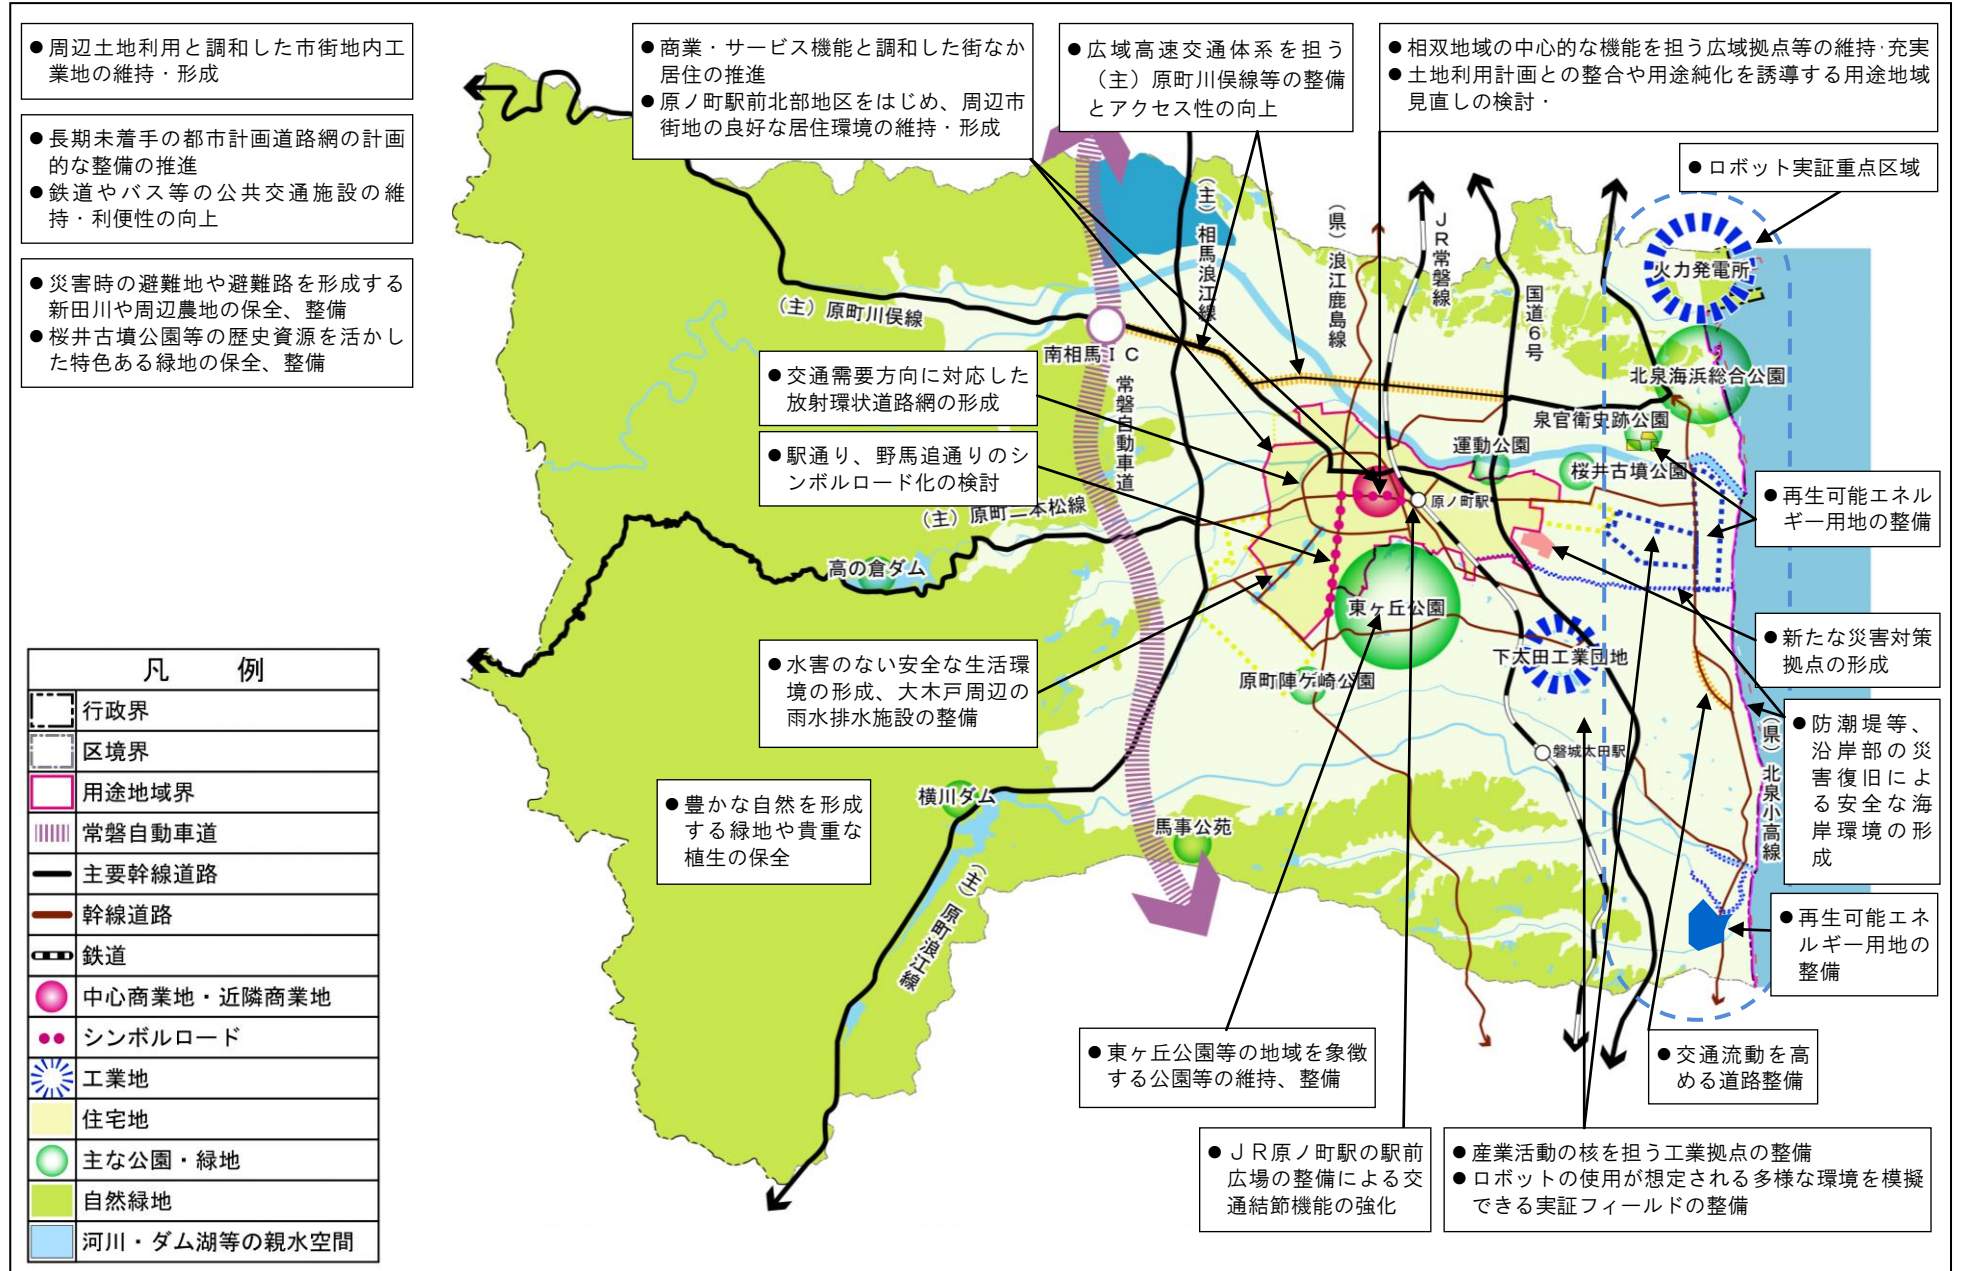 ●周辺土地利用と調和した市街地内工
業地の維持・形成
●長期未着手の都市計画道路網の計画
的な整備の推進
●鉄道やバス等の公共交通施設の維
持・利便性の向上
●災害時の避難地や避難路を形成する
新田川や周辺農地の保全、整備
●桜井古墳公園等の歴史資源を活かし
た特色ある緑地の保全、整備
●商業・サービス機能と調和した街なか
居住の推進
●原ノ町駅前北部地区をはじめ、周辺市
街地の良好な居住環境の維持・形成
●広域高速交通体系を担う
（主）原町川俣線等の整備
とアクセス性の向上
●相双地域の中心的な機能を担う広域拠点等の維持・充実
●土地利用計画との整合や用途純化を誘導する用途地域
見直しの検討・
●ロボット実証重点区域
火力発電所
北泉海浜総合公園
泉官衙史跡公園
運動公園
桜井古墳公園
（主）相馬浪江線
（県）浪江鹿島線
ＪＲ常磐線
国道６号
（主）原町川俣線
南相馬ＩＣ
常磐自動車道
●交通需要方向に対応した
放射環状道路網の形成
●駅通り、野馬追通りのシ
ンボルロード化の検討
（主）原町二本松線
原ノ町駅
●再生可能エネル
ギー用地の整備
高の倉ダム
東ヶ丘公園
●水害のない安全な生活環
境の形成、大木戸周辺の
雨水排水施設の整備
下太田工業団地
原町陣ケ崎公園
●新たな災害対策
拠点の形成
●防潮堤等、
沿岸部の災
害復旧によ
る安全な海
岸環境の形
成
磐城太田駅
（県）北泉小高線
横川ダム
●豊かな自然を形成
する緑地や貴重な
植生の保全
馬事公苑
（主）原町浪江線
●再生可能エネ
ルギー用地の
整備
●東ヶ丘公園等の地域を象徴
する公園等の維持、整備
●交通流動を高
める道路整備
●ＪＲ原ノ町駅の駅前
広場の整備による交
通結節機能の強化
●産業活動の核を担う工業拠点の整備
●ロボットの使用が想定される多様な環境を模擬
できる実証フィールドの整備
凡　例
行政界
区境界
用途地域界
常磐自動車道
主要幹線道路
幹線道路
鉄道
中心商業地・近隣商業地
シンボルロード
工業地
住宅地
主な公園・緑地
自然緑地
河川・ダム湖等の親水空間